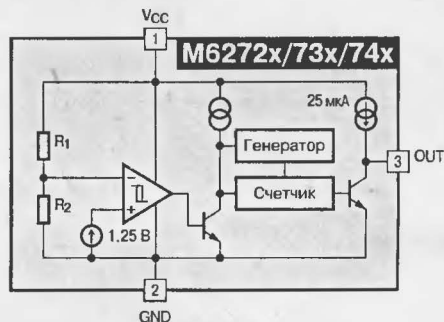 VCC
1
M6272x/73x/74x
25 мкА
R1
Генератор
3
OUT
Счетчик
R2
1.25 В
2
GND